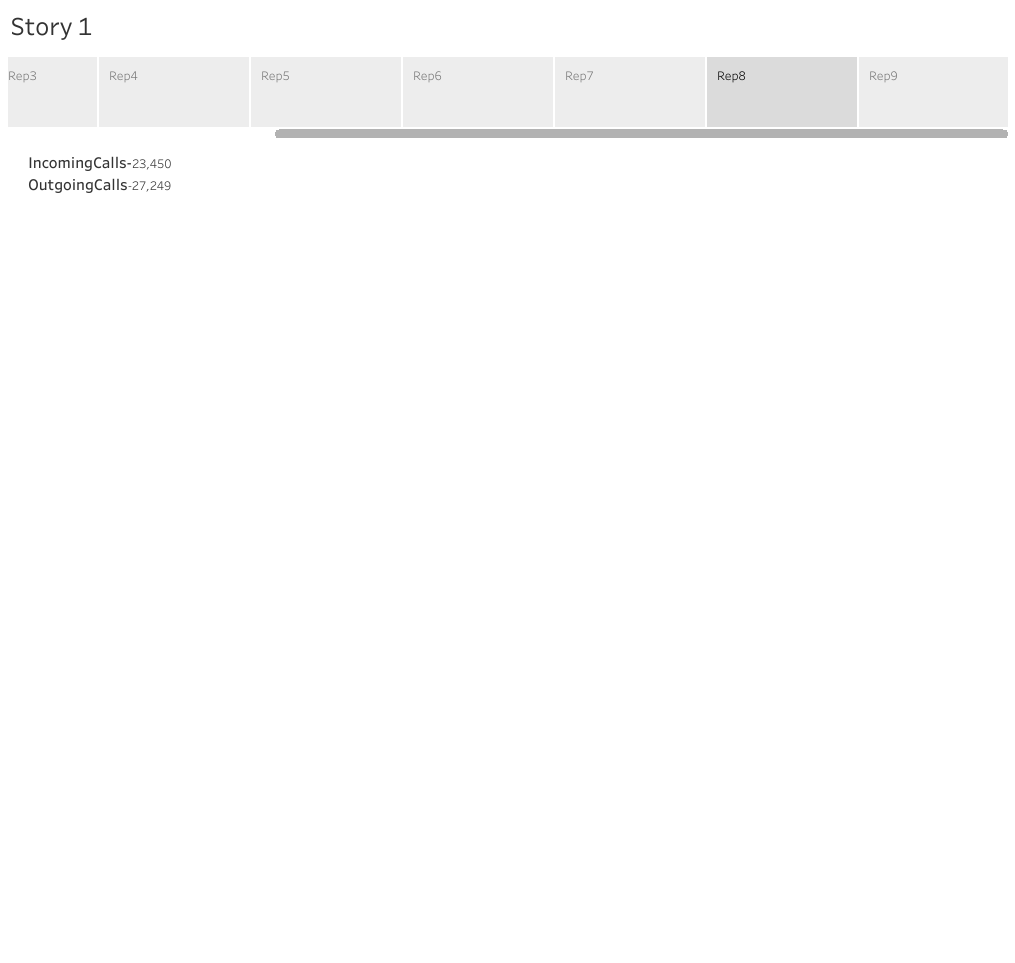 Story 1
Rep3 Rep4 Rep5 Rep6 Rep7 Rep8 Rep9
IncomingCalls-23,450
OutgoingCalls-27,249